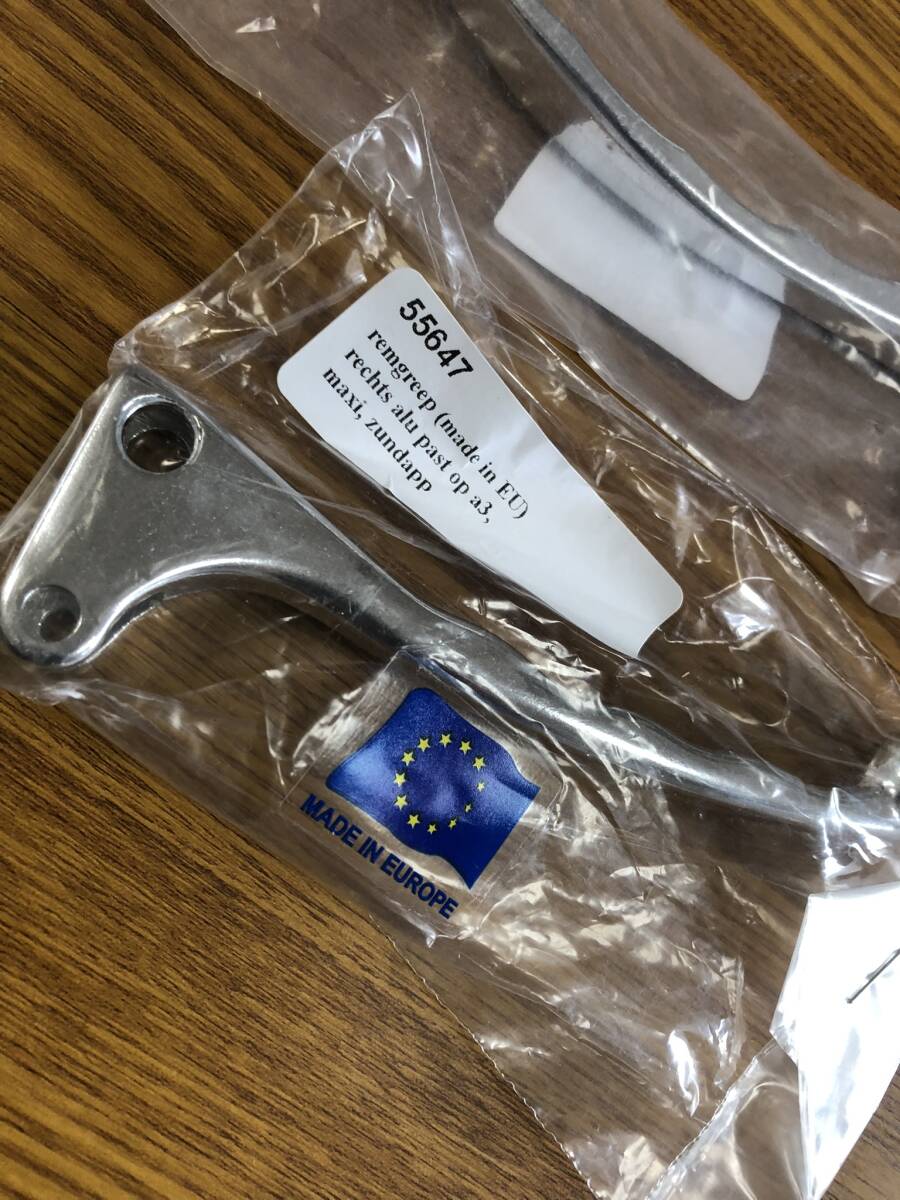 55647
remgreep (made in EU)
rechts alu past op a3,
maxi, zundapp
MADE IN EUROPE